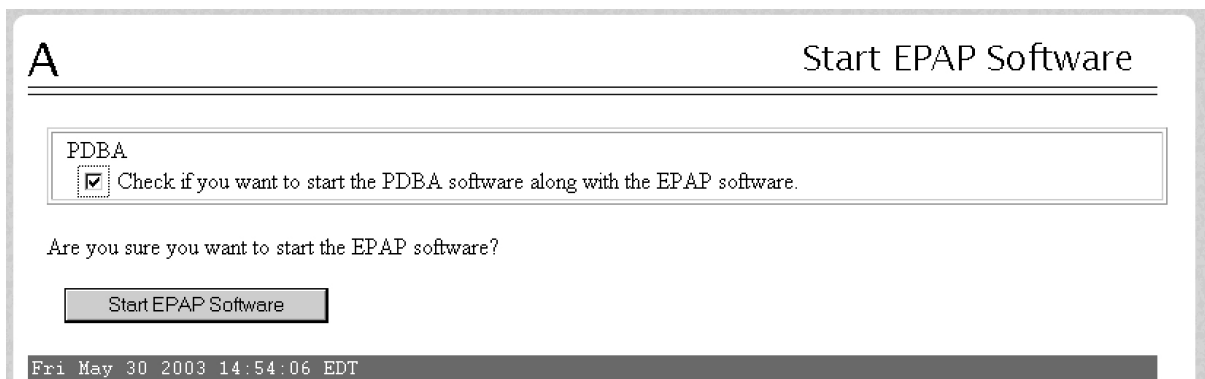 A
Start EPAP Software
PDBA
Check if you want to start the PDBA software along with the EPAP software.
Are you sure you want to start the EPAP software?
Start EPAP Software
Fri May 30 2003 14:54:06 EDT